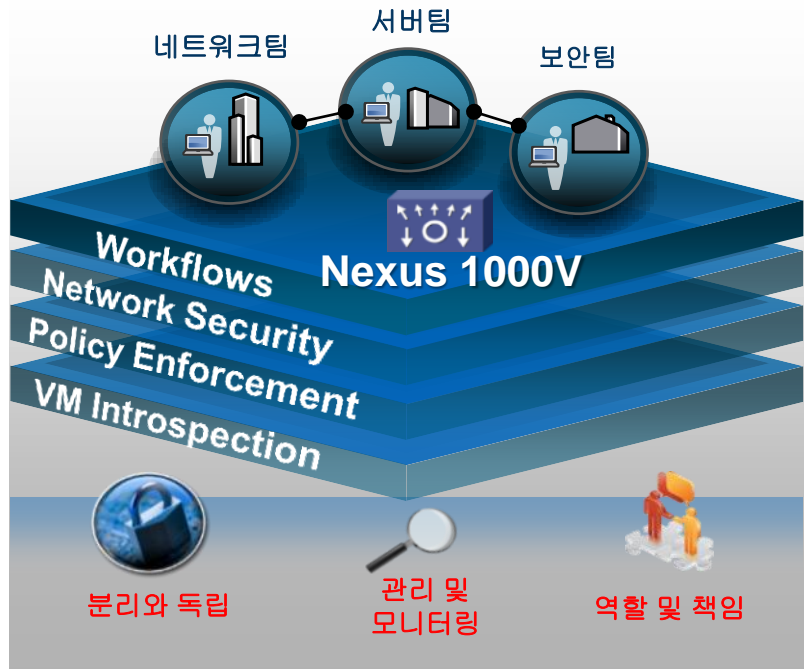 네트워크팀
서버팀
보안팀
Nexus 1000V
Workflows
Network Security
Policy Enforcement
VM Introspection
분리와 독립
관리 및
모니터링
역할 및 책임